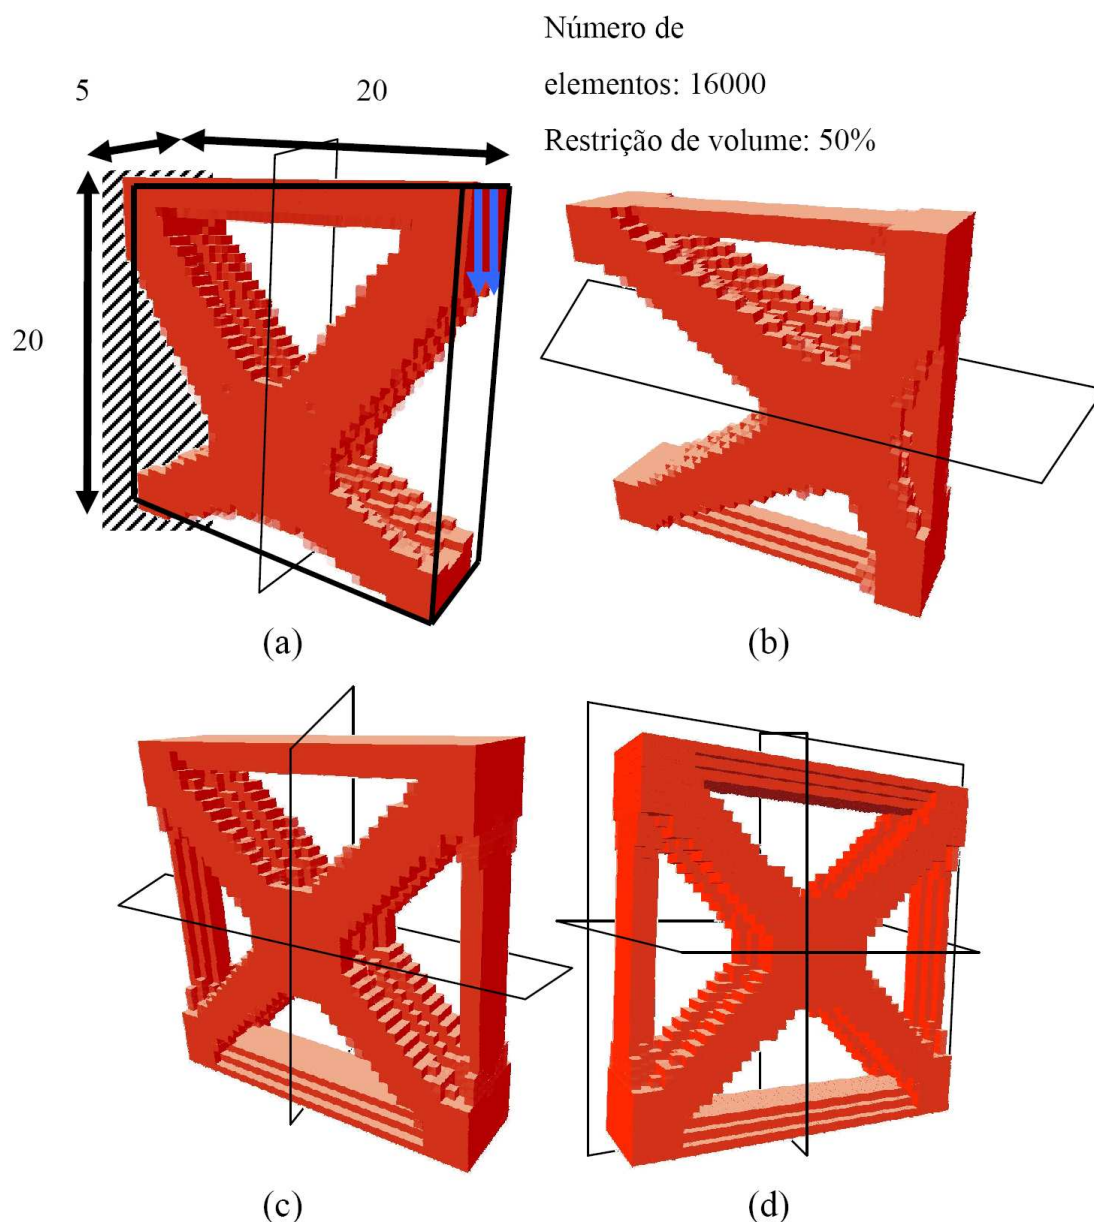 Número de
elementos: 16000
Restrição de volume: 50%
5
20
20
(a)
(b)
(c)
(d)